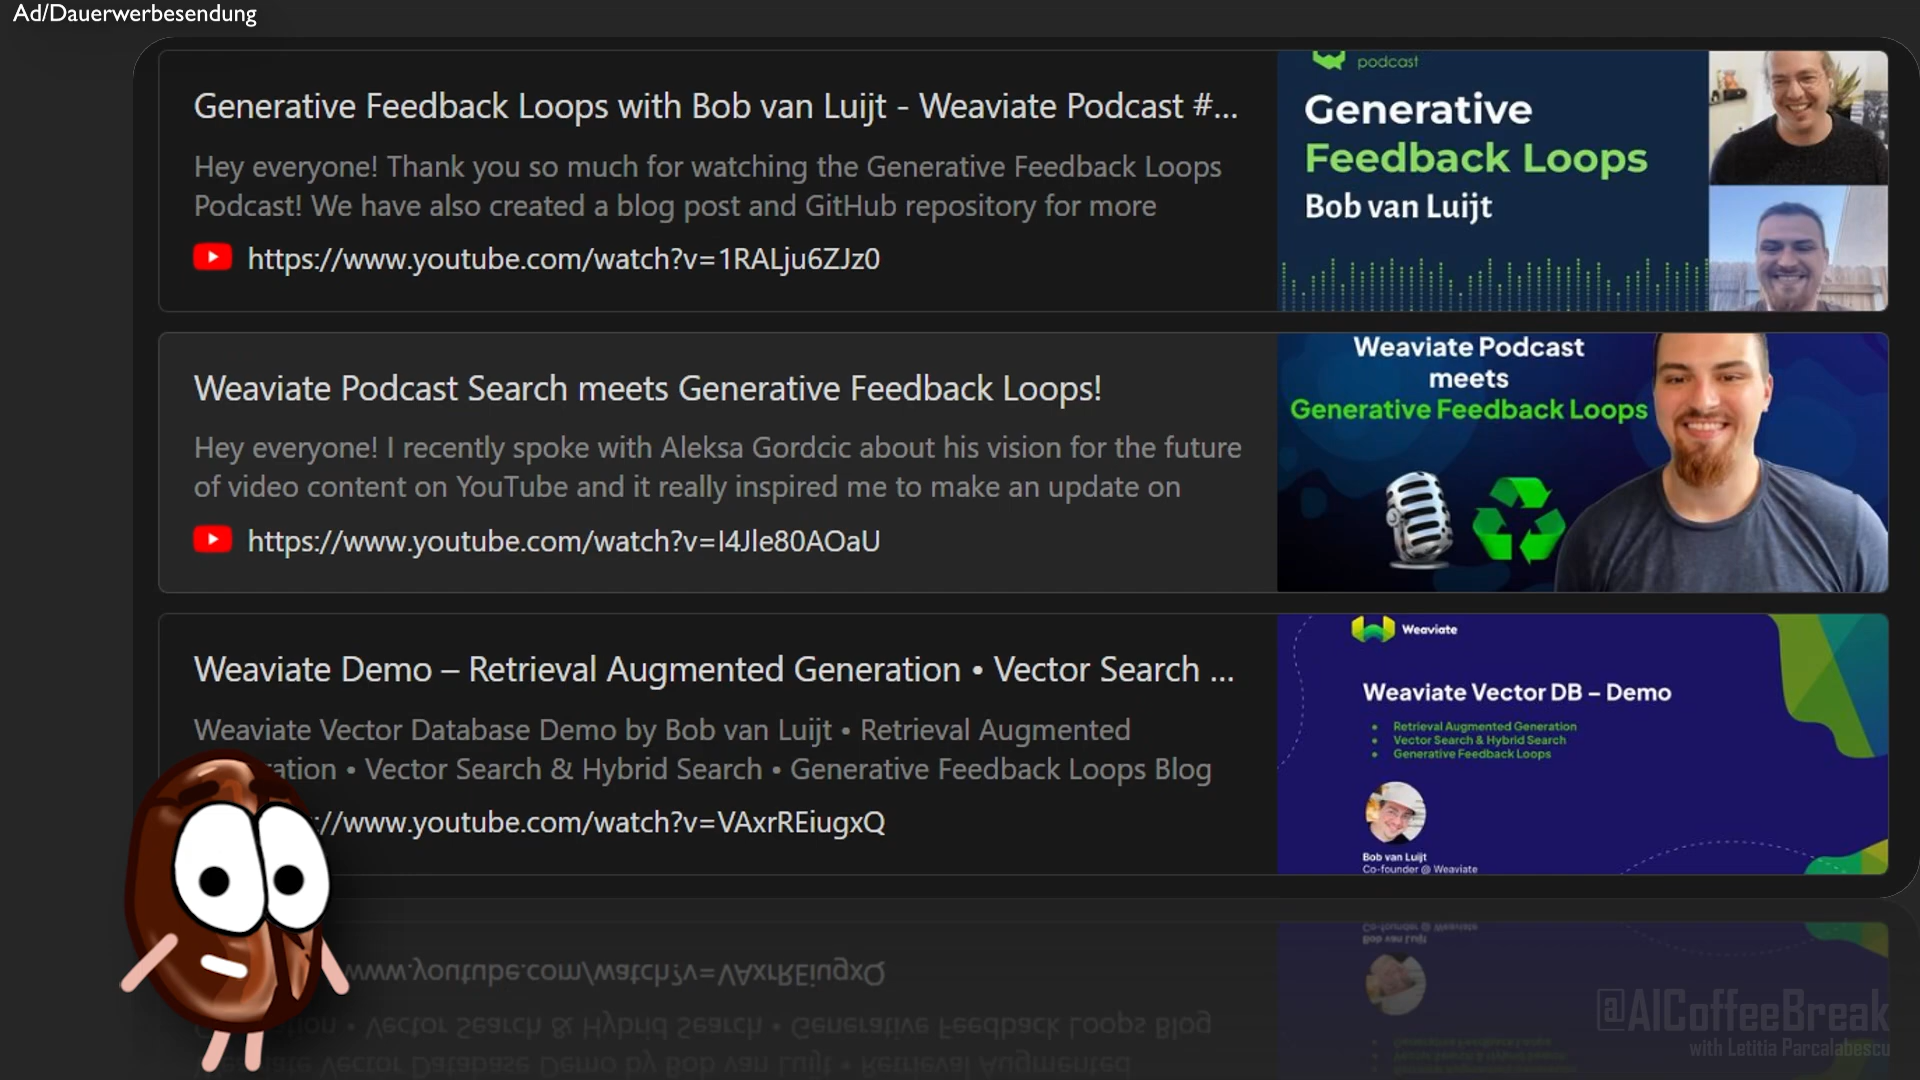 Ad/Dauerwerbesendung
Generative Feedback Loops with Bob van Luijt - Weaviate Podcast #...
Hey everyone! Thank you so much for watching the Generative Feedback Loops
Podcast! We have also created a blog post and GitHub repository for more
https://www.youtube.com/watch?v=1RALju6ZJz0
podcast
Generative
Feedback Loops
Bob van Luijt
Weaviate Podcast Search meets Generative Feedback Loops!
Hey everyone! I recently spoke with Aleksa Gordcic about his vision for the future
of video content on YouTube and it really inspired me to make an update on
https://www.youtube.com/watch?v=I4Jle80AOaU
Weaviate Podcast
meets
Generative Feedback Loops
Weaviate Demo – Retrieval Augmented Generation • Vector Search ...
Weaviate Vector Database Demo by Bob van Luijt • Retrieval Augmented
ration • Vector Search & Hybrid Search • Generative Feedback Loops Blog
://www.youtube.com/watch?v=VAxrREiugxQ
Weaviate
Weaviate Vector DB – Demo
• Retrieval Augmented Generation
• Vector Search & Hybrid Search
• Generative Feedback Loops
Bob van Luijt
Co-founder @ Weaviate
@AICoffeeBreak
with Letitia Parcalabescu